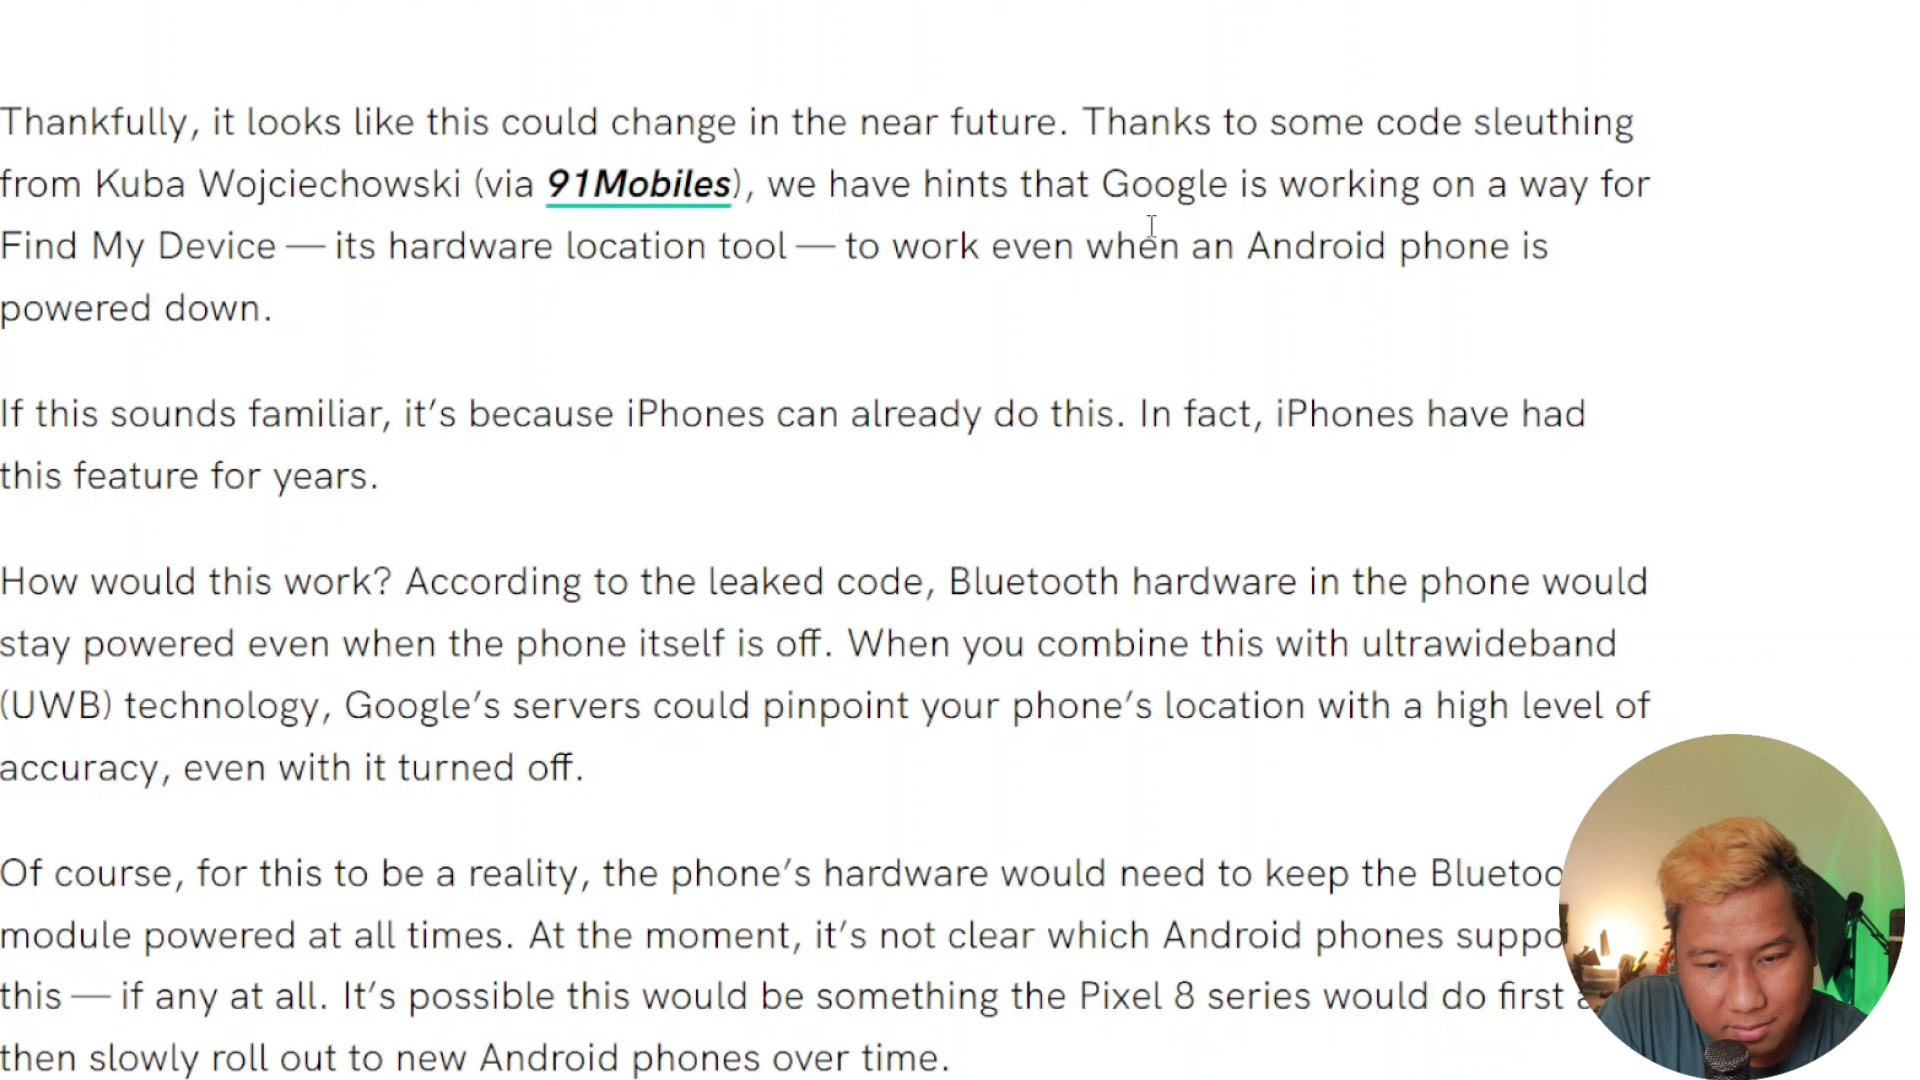 Thankfully, it looks like this could change in the near future. Thanks to some code sleuthing
from Kuba Wojciechowski (via 91Mobiles), we have hints that Google is working on a way for
Find My Device — its hardware location tool — to work even when an Android phone is
powered down.
If this sounds familiar, it’s because iPhones can already do this. In fact, iPhones have had
this feature for years.
How would this work? According to the leaked code, Bluetooth hardware in the phone would
stay powered even when the phone itself is off. When you combine this with ultrawideband
(UWB) technology, Google’s servers could pinpoint your phone’s location with a high level of
accuracy, even with it turned off.
Of course, for this to be a reality, the phone’s hardware would need to keep the Bluetoo
module powered at all times. At the moment, it’s not clear which Android phones suppo
this — if any at all. It’s possible this would be something the Pixel 8 series would do first
then slowly roll out to new Android phones over time.